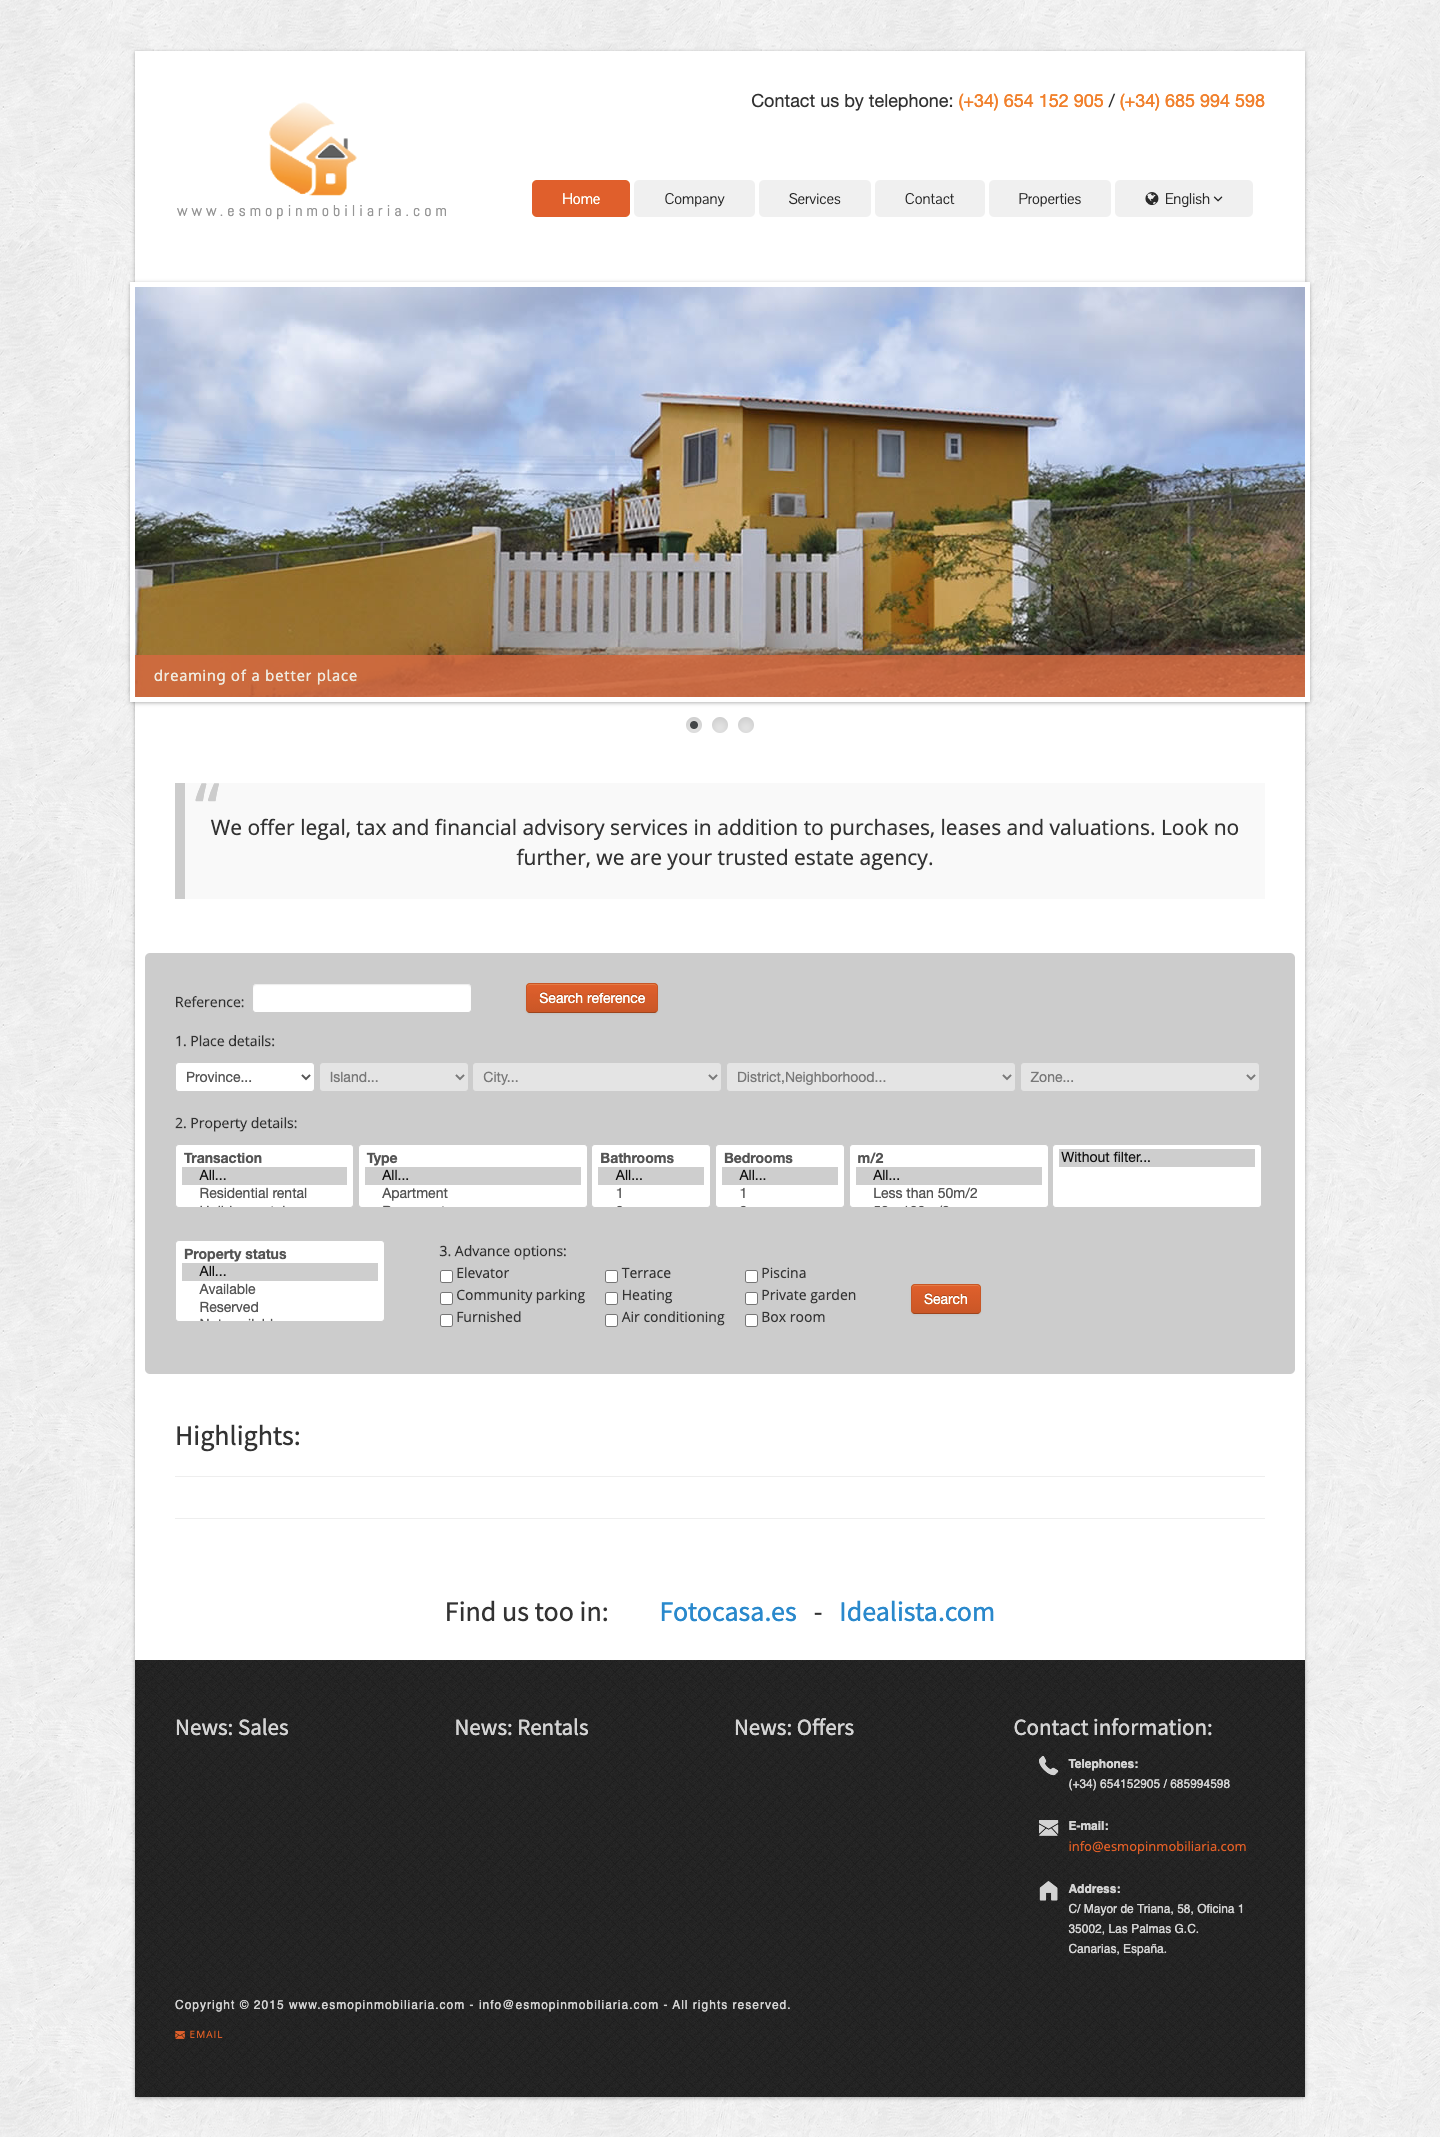 Contact us by telephone: (+34) 654 152 905 / (+34) 685 994 598
www.esmopinmobiliaria.com
Home Company Services Contact Properties English
dreaming of a better place
“
We offer legal, tax and financial advisory services in addition to purchases, leases and valuations. Look no
further, we are your trusted estate agency.
Reference: Search reference
1. Place details:
Province... Island... City... District,Neighborhood... Zone...
2. Property details:
Transaction Type Bathrooms Bedrooms m/2 Without filter...
All... All... All... All... All...
Residential rental Apartment 1 1 Less than 50m/2
Property status
All...
Available
Reserved
3. Advance options:
Elevator Terrace Piscina
Community parking Heating Private garden
Furnished Air conditioning Box room
Search
Highlights:
Find us too in: Fotocasa.es - Idealista.com
News: Sales News: Rentals News: Offers Contact information:
Telephones:
(+34) 654152905 / 685994598
E-mail:
info@esmopinmobiliaria.com
Address:
C/ Mayor de Triana, 58, Oficina 1
35002, Las Palmas G.C.
Canarias, España.
Copyright © 2015 www.esmopinmobiliaria.com - info@esmopinmobiliaria.com - All rights reserved.
EMAIL